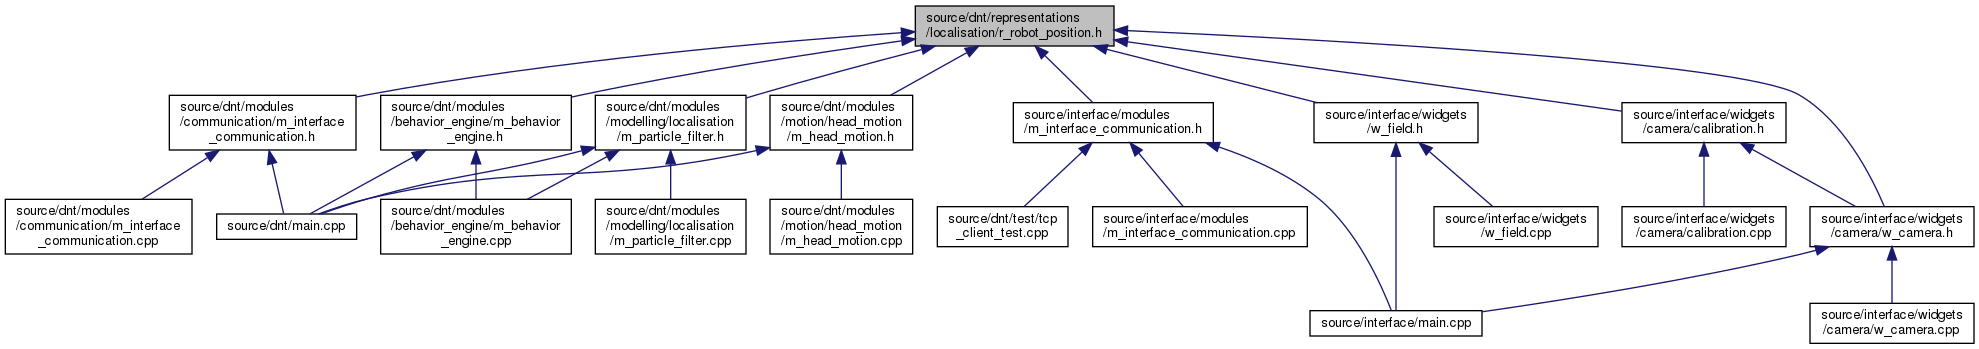 source/dnt/representations
/localisation/r_robot_position.h
source/dnt/modules
/communication/m_interface
_communication.h
source/dnt/modules
/behavior_engine/m_behavior
_engine.h
source/dnt/modules
/modelling/localisation
/m_particle_filter.h
source/dnt/modules
/motion/head_motion
/m_head_motion.h
source/interface/modules
/m_interface_communication.h
source/interface/widgets
/w_field.h
source/interface/widgets
/camera/calibration.h
source/dnt/modules
/communication/m_interface
_communication.cpp
source/dnt/main.cpp
source/dnt/modules
/behavior_engine/m_behavior
_engine.cpp
source/dnt/modules
/modelling/localisation
/m_particle_filter.cpp
source/dnt/modules
/motion/head_motion
/m_head_motion.cpp
source/dnt/test/tcp
_client_test.cpp
source/interface/modules
/m_interface_communication.cpp
source/interface/widgets
/w_field.cpp
source/interface/widgets
/camera/calibration.cpp
source/interface/widgets
/camera/w_camera.h
source/interface/main.cpp
source/interface/widgets
/camera/w_camera.cpp